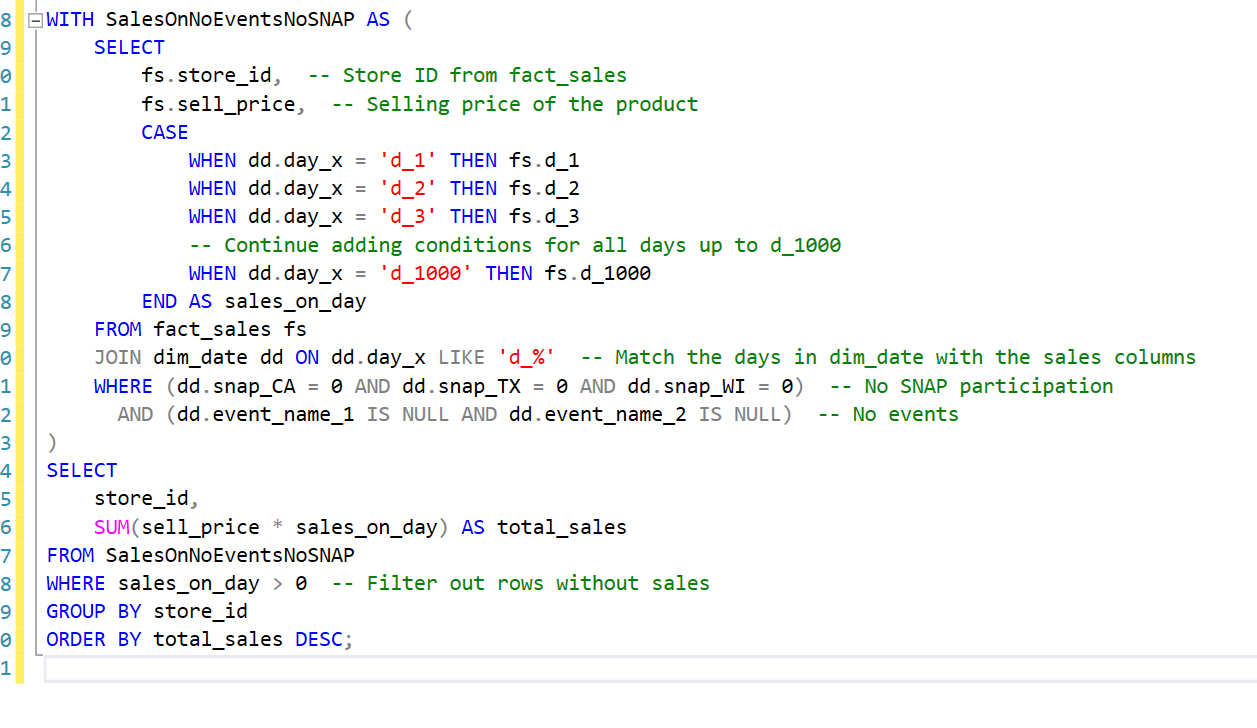 8 WITH SalesOnNoEventsNoSNAP AS (
9 SELECT
0 fs.store_id, -- Store ID from fact_sales
1 fs.sell_price, -- Selling price of the product
2 CASE
3 WHEN dd.day_x = 'd_1' THEN fs.d_1
4 WHEN dd.day_x = 'd_2' THEN fs.d_2
5 WHEN dd.day_x = 'd_3' THEN fs.d_3
6 -- Continue adding conditions for all days up to d_1000
7 WHEN dd.day_x = 'd_1000' THEN fs.d_1000
8 END AS sales_on_day
9 FROM fact_sales fs
0 JOIN dim_date dd ON dd.day_x LIKE 'd_%' -- Match the days in dim_date with the sales columns
1 WHERE (dd.snap_CA = 0 AND dd.snap_TX = 0 AND dd.snap_WI = 0) -- No SNAP participation
2 AND (dd.event_name_1 IS NULL AND dd.event_name_2 IS NULL) -- No events
3 )
4 SELECT
5 store_id,
6 SUM(sell_price * sales_on_day) AS total_sales
7 FROM SalesOnNoEventsNoSNAP
8 WHERE sales_on_day > 0 -- Filter out rows without sales
9 GROUP BY store_id
0 ORDER BY total_sales DESC;
1